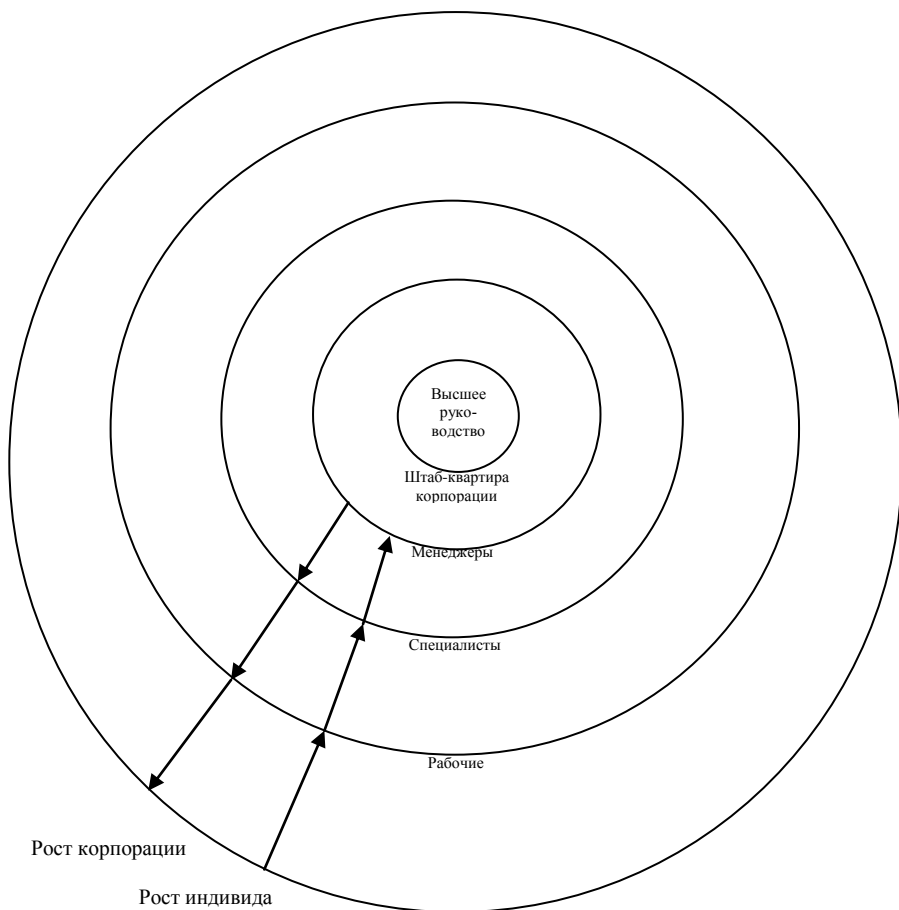 Высшее
руко-
водство
Штаб-квартира
корпорации
Менеджеры
Специалисты
Рабочие
Рост корпорации
Рост индивида